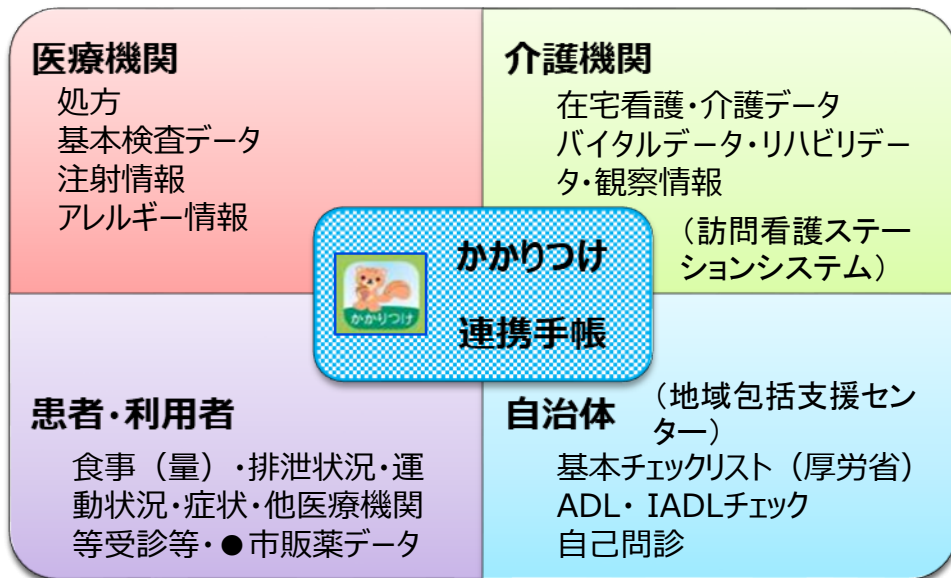 医療機関
処方
基本検査データ
注射情報
アレルギー情報
介護機関
在宅看護・介護データ
バイタルデータ・リハビリデー
タ・観察情報
（訪問看護ステー
ションシステム）
かかりつけ
連携手帳
かかりつけ
患者・利用者
食事（量）・排泄状況・運
動状況・症状・他医療機関
等受診等・●市販薬データ
自治体
（地域包括支援セン
ター）
基本チェックリスト（厚労省）
ADL・ IADLチェック
自己問診